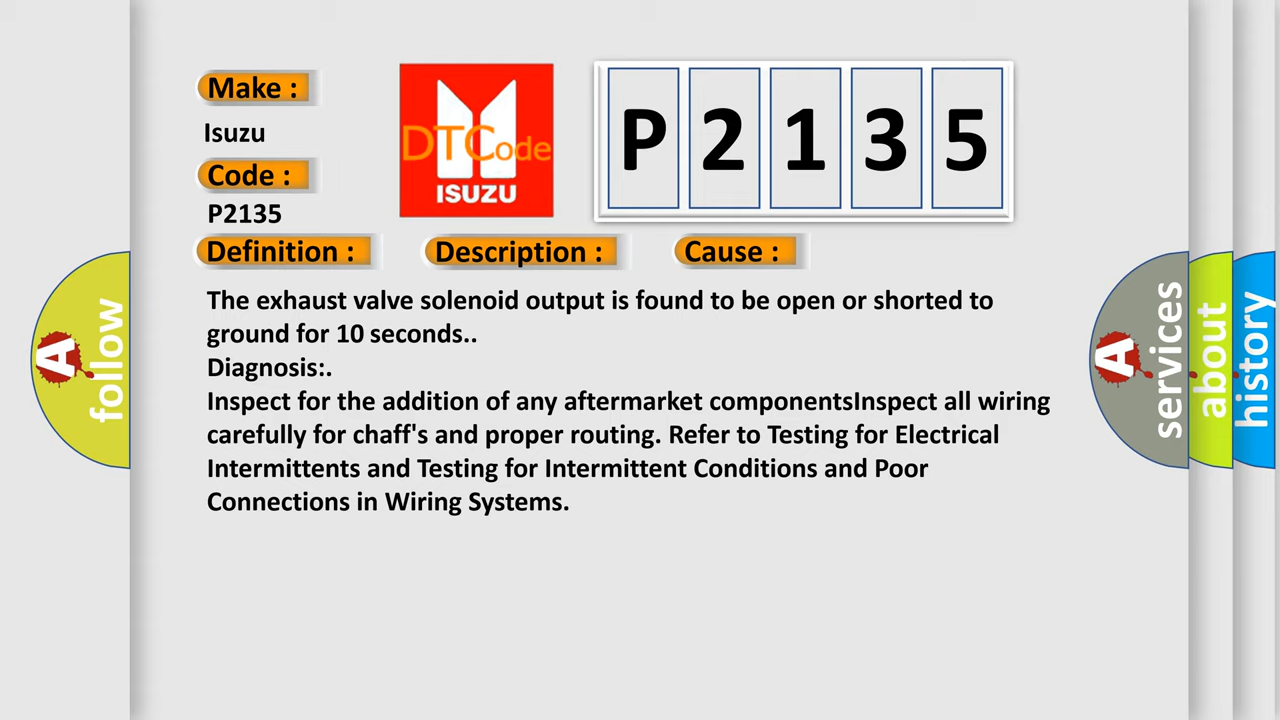 Make :
Isuzu
Code :
P2135
DTCode
ISUZU
P 2 1 3 5
Definition :
Description :
Cause :
The exhaust valve solenoid output is found to be open or shorted to
ground for 10 seconds..
Diagnosis:.
Inspect for the addition of any aftermarket componentsInspect all wiring
carefully for chaff's and proper routing. Refer to Testing for Electrical
Intermittents and Testing for Intermittent Conditions and Poor
Connections in Wiring Systems.
A
follow
A
services
about
history